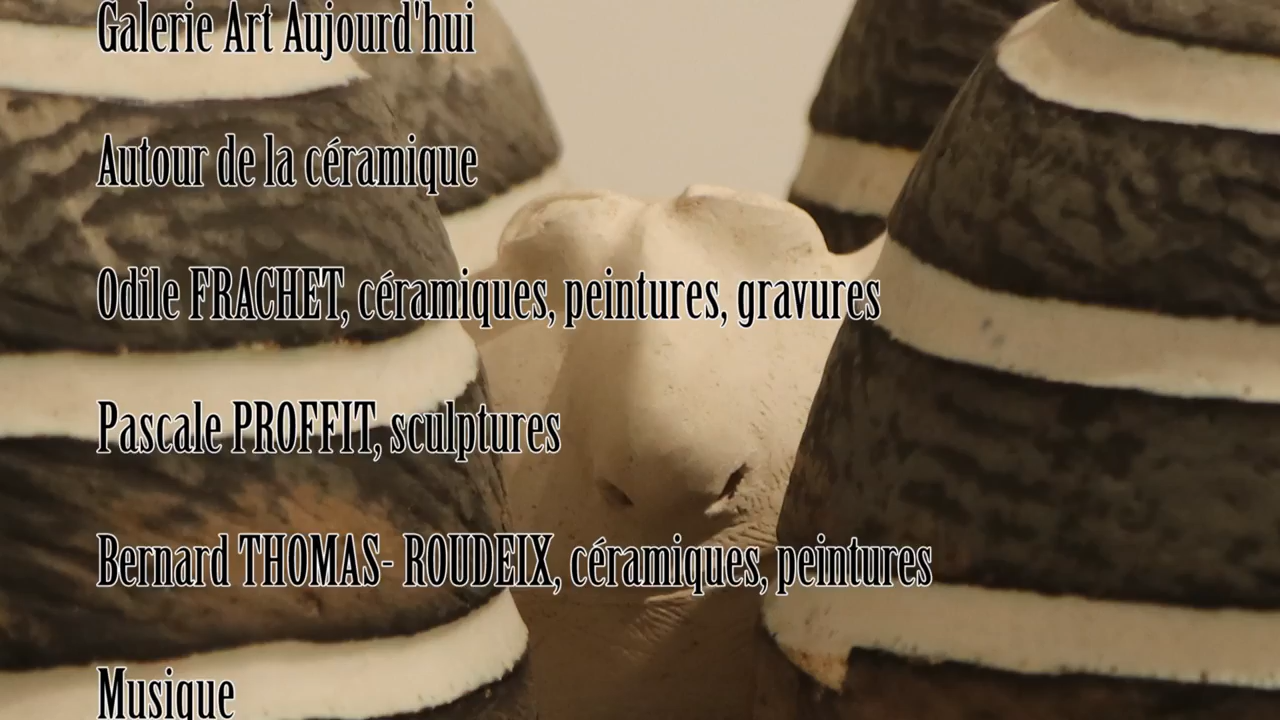 Galerie Art Aujourd'hui
Autour de la céramique
Odile FRACHET, céramiques, peintures, gravures
Pascale PROFFIT, sculptures
Bernard THOMAS- ROUDEIX, céramiques, peintures
Musique